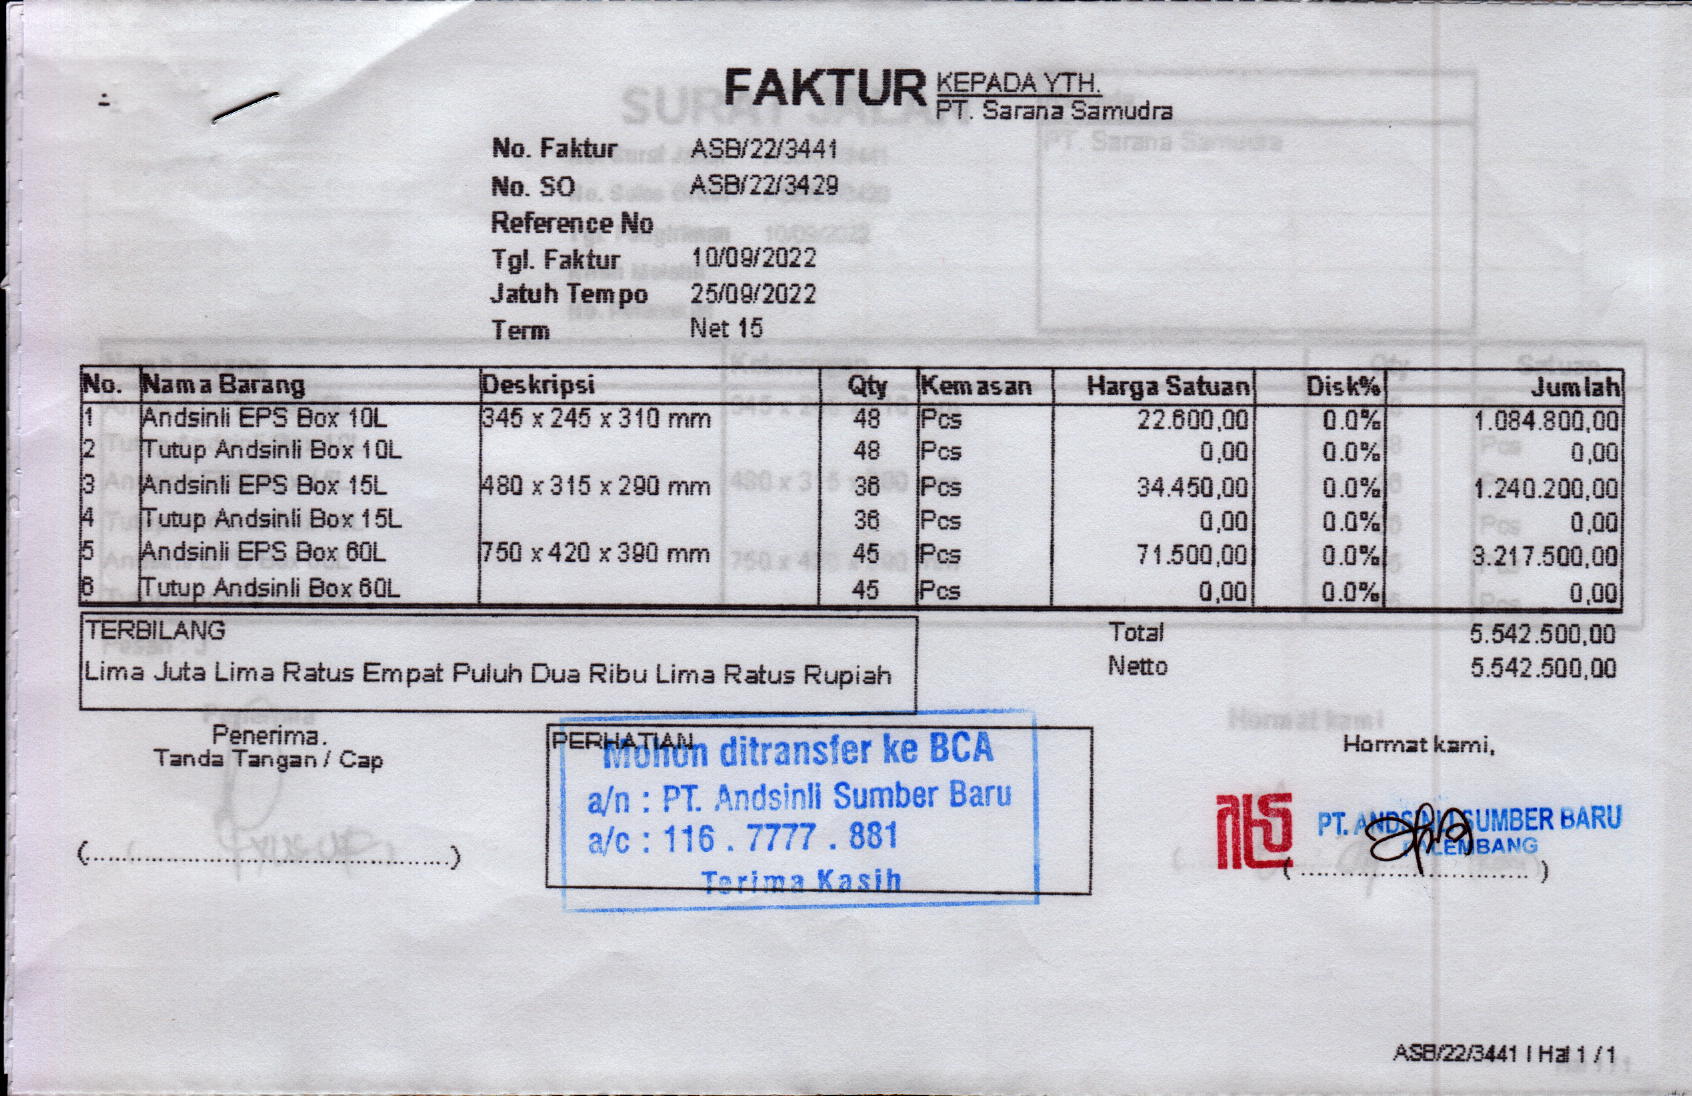 FAKTUR
KEPADA YTH.
PT. Sarana Samudra
No. Faktur ASB/22/3441
No. SO ASB/22/3429
Reference No
Tgl. Faktur 10/09/2022
Jatuh Tempo 25/09/2022
Term Net 15
No. Nama Barang Deskripsi Qty Kemasan Harga Satuan Disk% Jumlah
1 Andsinli EPS Box 10L 345 x 245 x 310 mm 48 Pcs 22.600,00 0.0% 1.084.800,00
2 Tutup Andsinli Box 10L 48 Pcs 0,00 0.0% 0,00
3 Andsinli EPS Box 15L 480 x 315 x 290 mm 36 Pcs 34.450,00 0.0% 1.240.200,00
4 Tutup Andsinli Box 15L 36 Pcs 0,00 0.0% 0,00
5 Andsinli EPS Box 60L 750 x 420 x 390 mm 45 Pcs 71.500,00 0.0% 3.217.500,00
6 Tutup Andsinli Box 60L 45 Pcs 0,00 0.0% 0,00
TERBILANG
Lima Juta Lima Ratus Empat Puluh Dua Ribu Lima Ratus Rupiah
Total 5.542.500,00
Netto 5.542.500,00
Penerima.
Tanda Tangan / Cap
(..............................................)
PERHATIAN
Mohon ditransfer ke BCA
a/n : PT. Andsinli Sumber Baru
a/c : 116 . 7777 . 881
Terima Kasih
Hormat kami,
PT. ANDSINLI SUMBER BARU
PALEMBANG
(..............................)
ASB/22/3441 | Hal 1 / 1